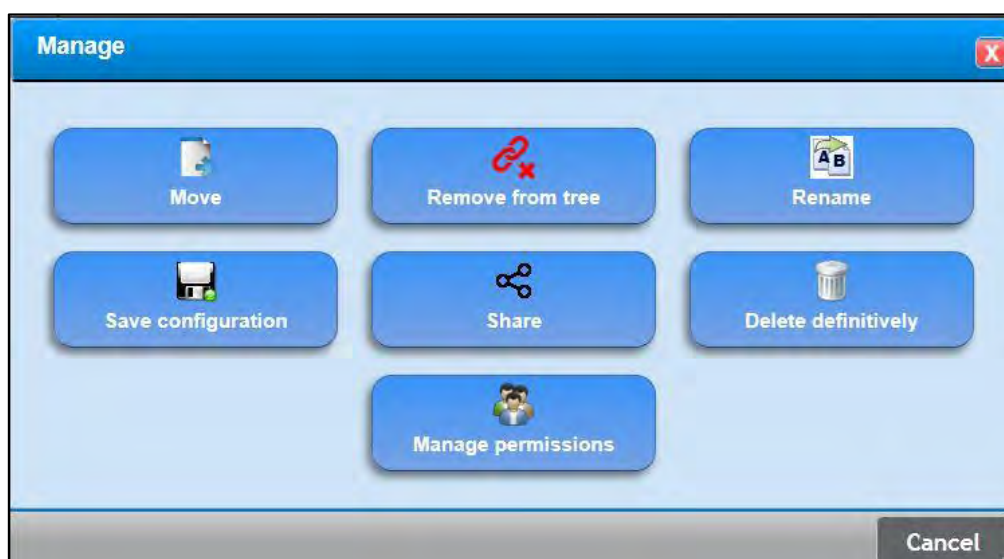 Manage
X
Move
Remove from tree
A B
Rename
Save configuration
Share
Delete definitively
Manage permissions
Cancel